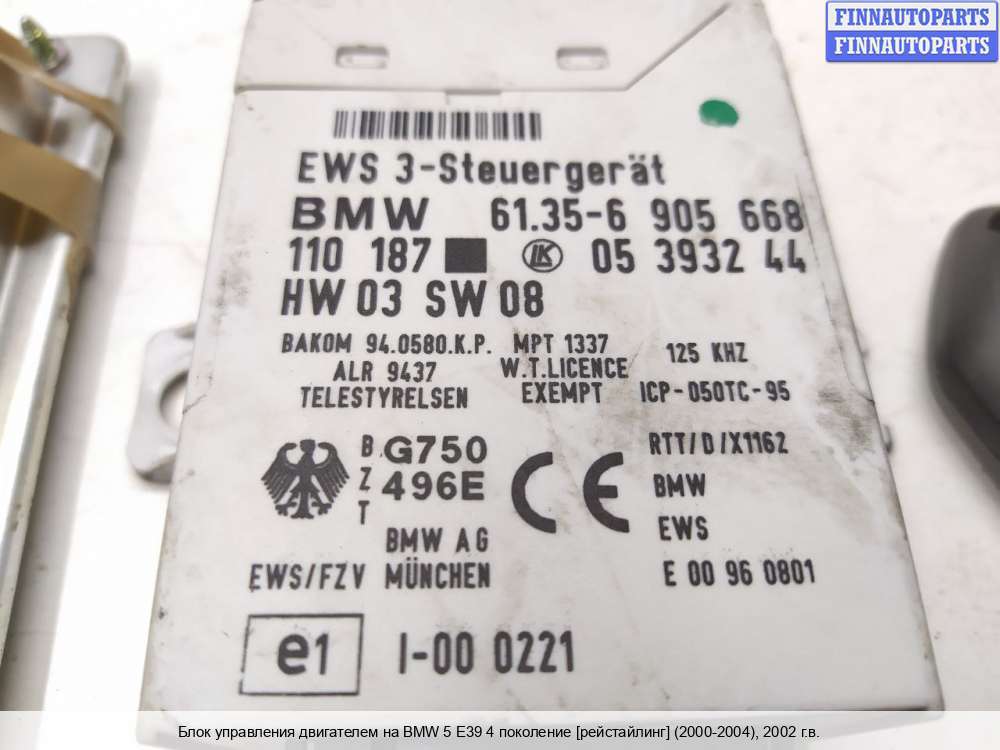 FINNAUTOPARTS
FINNAUTOPARTS
EWS 3-Steuergerät
BMW 61.35-6 905 668
110 187 LK 05 3932 44
HW 03 SW 08
BAKOM 94.0580.K.P. MPT 1337 125 KHZ
ALR 9437 W.T.LICENCE
TELESTYRELSEN EXEMPT ICP-050TC-95
BZT G750 496E CE RTT/D/X1162
BMW
EWS
BMW AG
EWS/FZV MÜNCHEN E 00 96 0801
e1 I-00 0221
Блок управления двигателем на BMW 5 E39 4 поколение [рейстайлинг] (2000-2004), 2002 г.в.